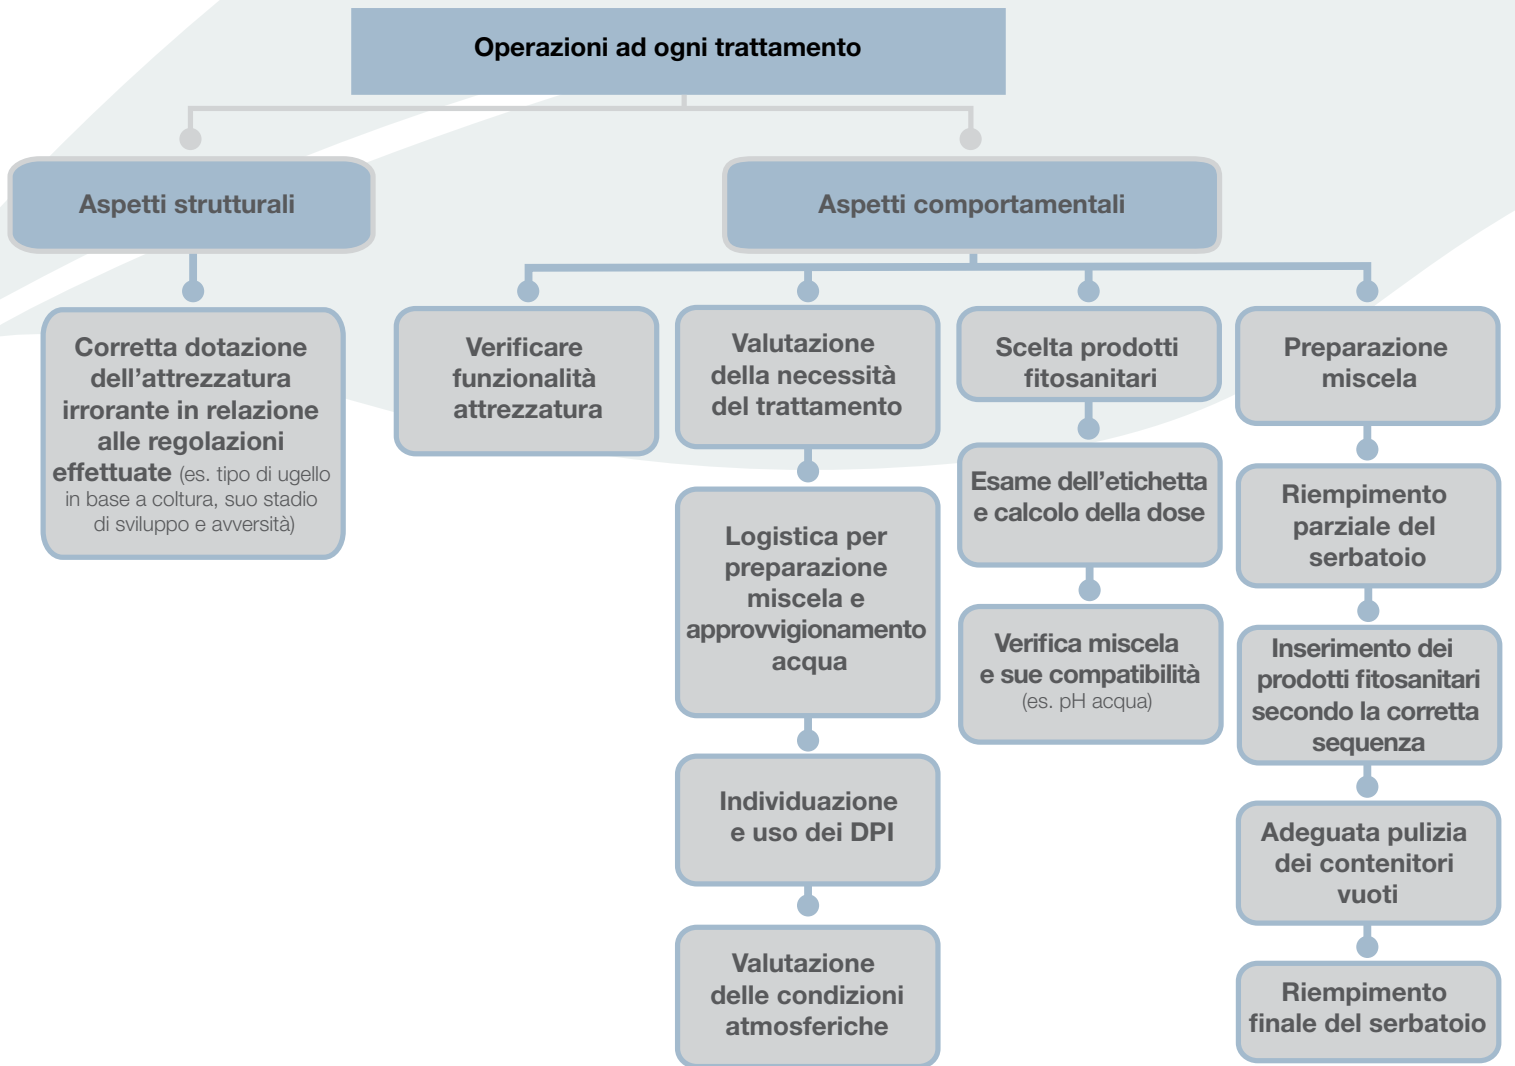 Operazioni ad ogni trattamento
Aspetti strutturali
Aspetti comportamentali
Corretta dotazione
dell'attrezzatura
irrorante in relazione
alle regolazioni
effettuate (es. tipo di ugello
in base a coltura, suo stadio
di sviluppo e avversità)
Verificare
funzionalità
attrezzatura
Valutazione
della necessità
del trattamento
Logistica per
preparazione
miscela e
approvvigionamento
acqua
Individuazione
e uso dei DPI
Valutazione
delle condizioni
atmosferiche
Scelta prodotti
fitosanitari
Esame dell'etichetta
e calcolo della dose
Verifica miscela
e sue compatibilità
(es. pH acqua)
Preparazione
miscela
Riempimento
parziale del
serbatoio
Inserimento dei
prodotti fitosanitari
secondo la corretta
sequenza
Adeguata pulizia
dei contenitori
vuoti
Riempimento
finale del serbatoio